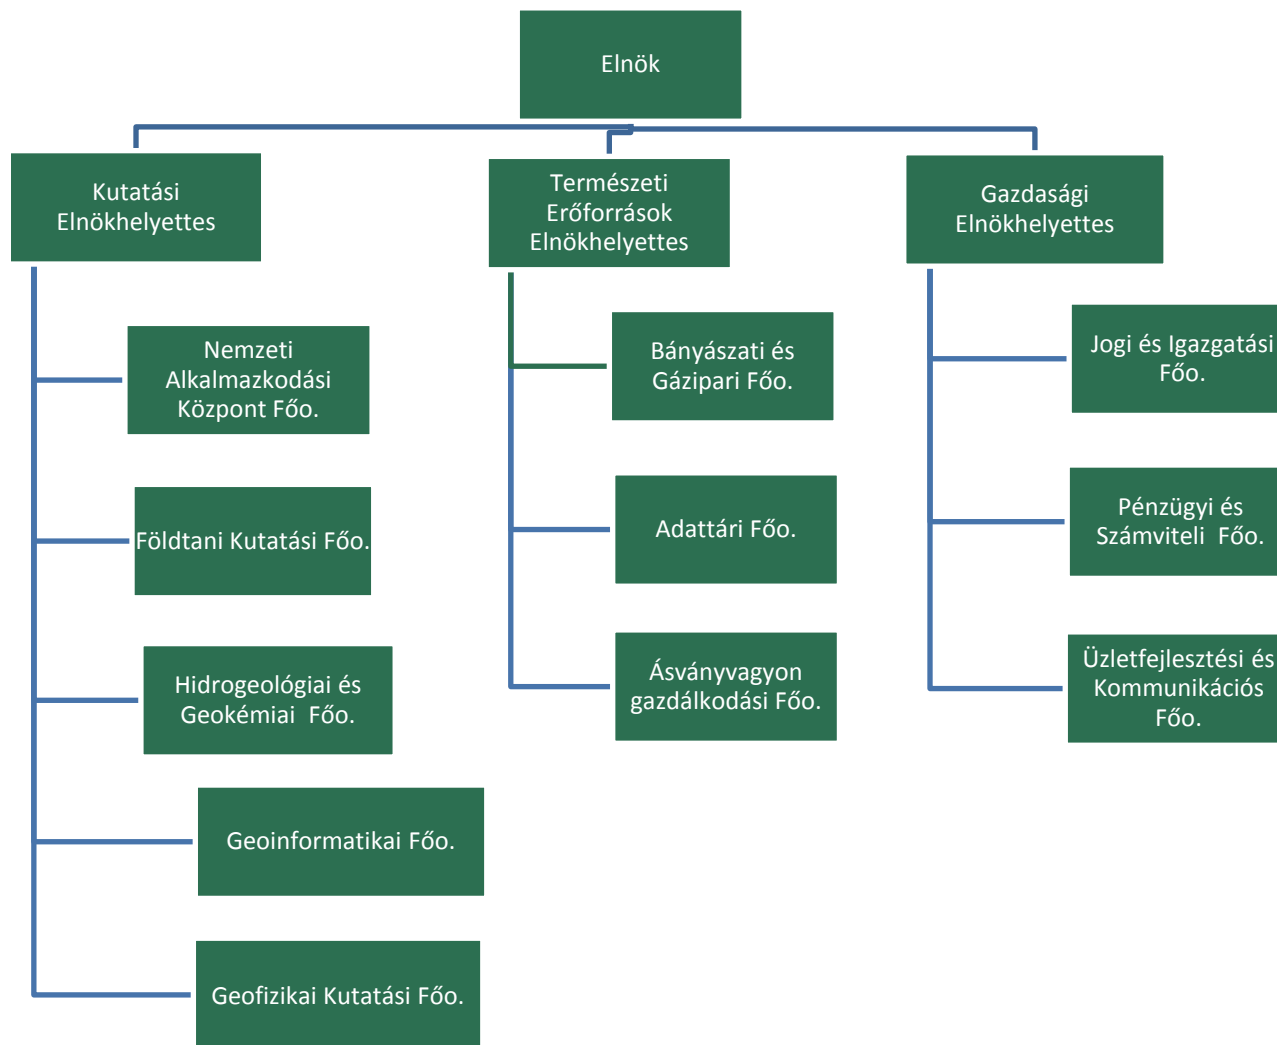 Elnök
Kutatási
Elnökhelyettes
Természeti
Erőforrások
Elnökhelyettes
Gazdasági
Elnökhelyettes
Nemzeti
Alkalmazkodási
Központ Főo.
Földtani Kutatási Főo.
Hidrogeológiai és
Geokémiai Főo.
Geoinformatikai Főo.
Geofizikai Kutatási Főo.
Bányászati és
Gázipari Főo.
Adattári Főo.
Ásványvagyon
gazdálkodási Főo.
Jogi és Igazgatási
Főo.
Pénzügyi és
Számviteli Főo.
Üzletfejlesztési és
Kommunikációs
Főo.